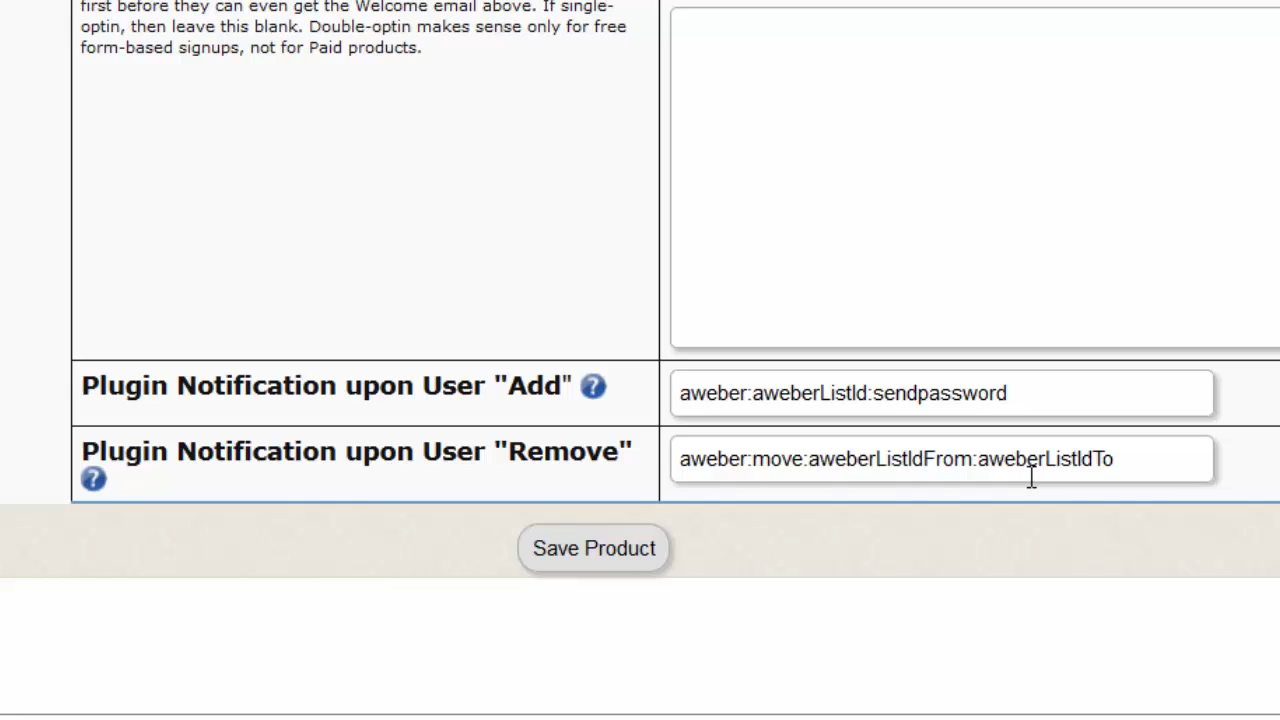 first before they can even get the Welcome email above. If single-
optin, then leave this blank. Double-optin makes sense only for free
form-based signups, not for Paid products.
Plugin Notification upon User "Add" ?
aweber:aweberListId:sendpassword
Plugin Notification upon User "Remove"
?
aweber:move:aweberListIdFrom:aweberListIdTo
Save Product